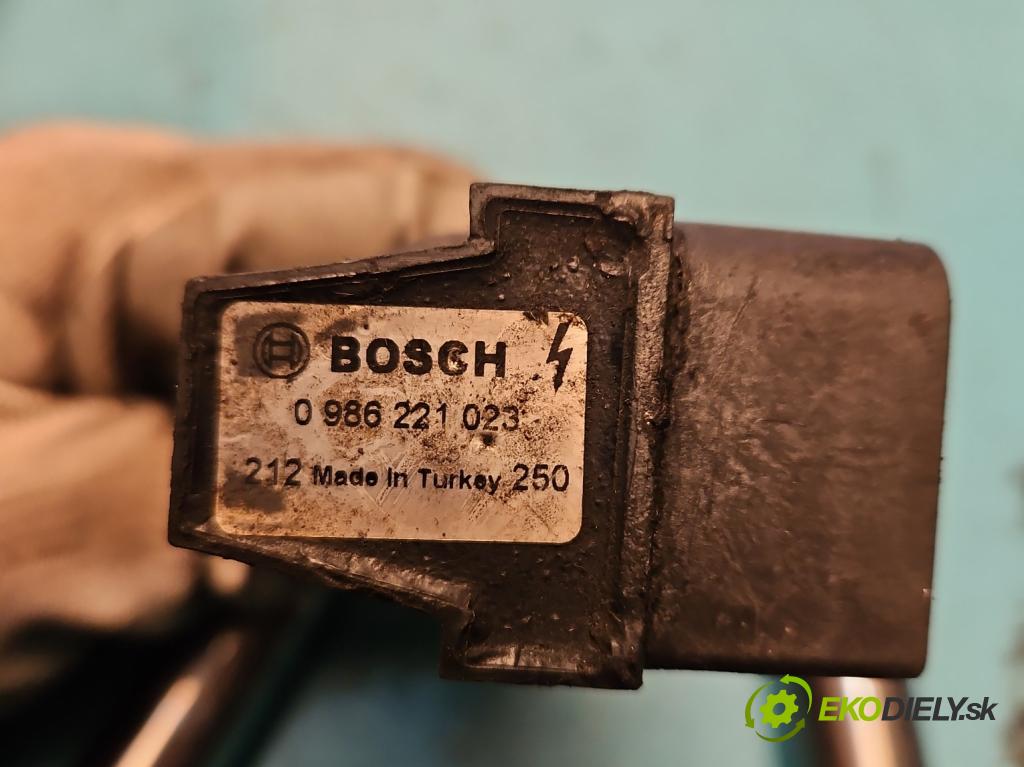 BOSCH
0 986 221 023
212 Made In Turkey 250
EKODIELY.sk